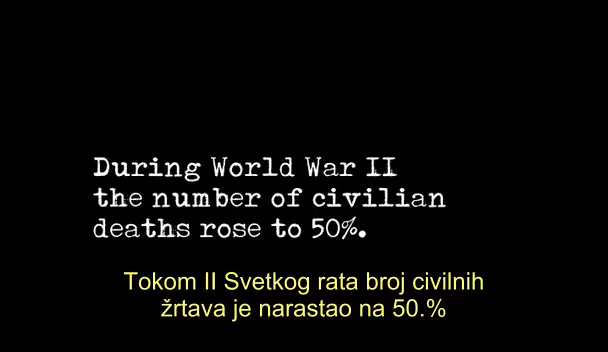 During World War II
the number of civilian
deaths rose to 50%.
Tokom II Svetkog rata broj civilnih
žrtava je narastao na 50.%